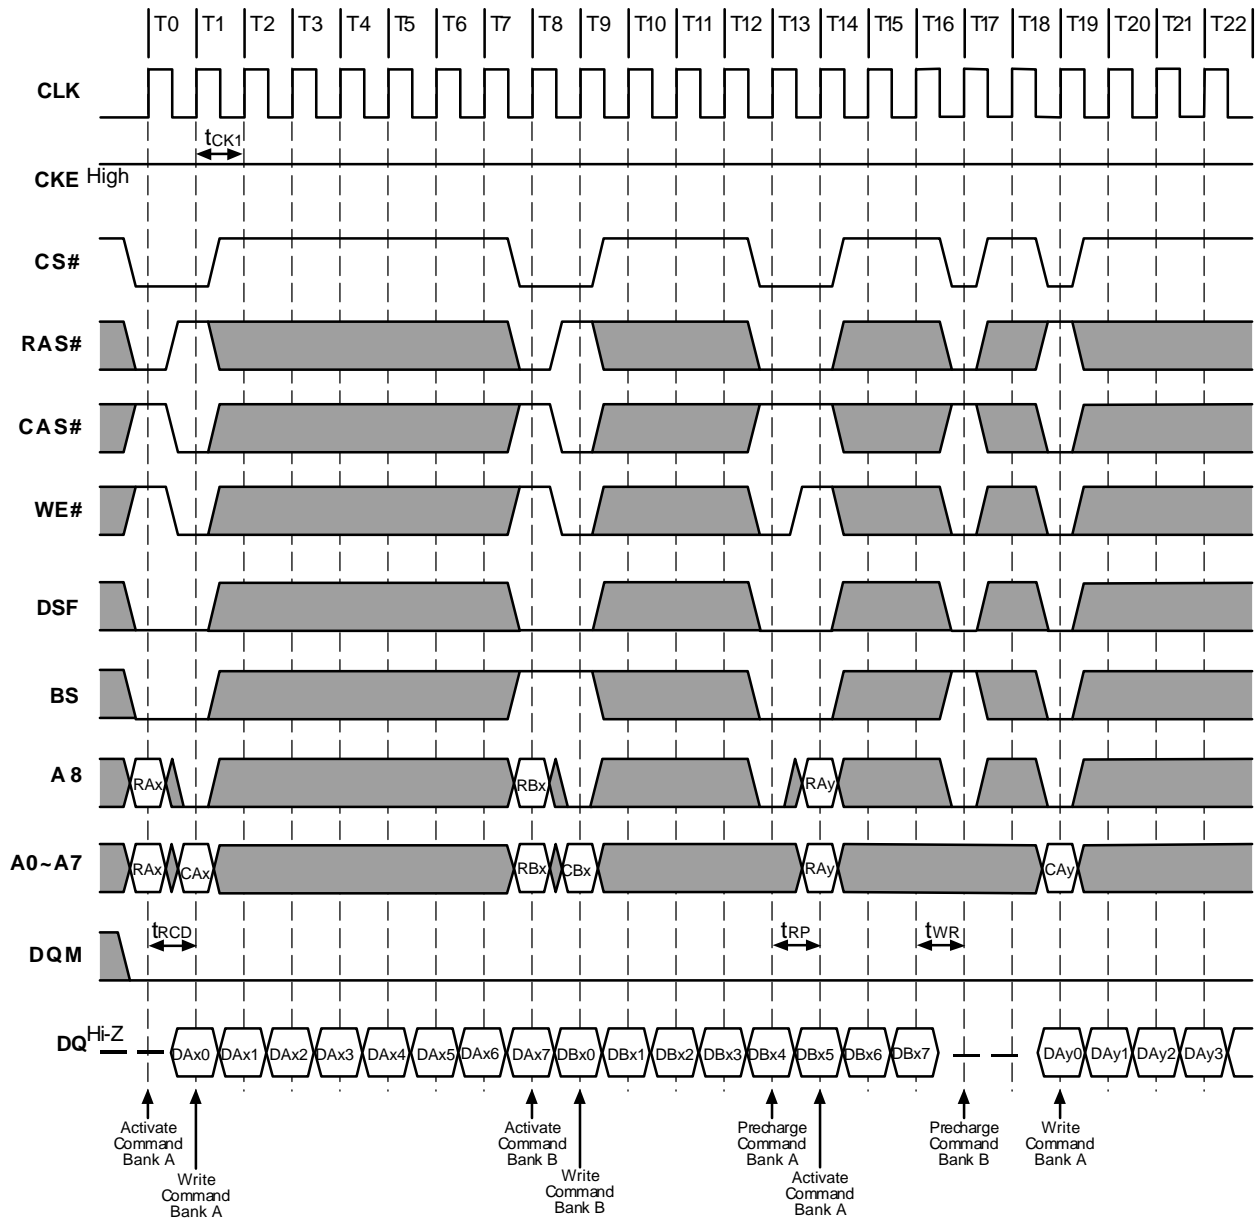 T0 T1 T2 T3 T4 T5 T6 T7 T8 T9 T10 T11 T12 T13 T14 T15 T16 T17 T18 T19 T20 T21 T22
CLK
tCK1
CKE High
CS#
RAS#
CAS#
WE#
DSF
BS
A8 RAx RBx RAy
A0~A7 RAx CAx RBx CBx RAy CAy
tRCD tRP tWR
DQM
DQ Hi-Z DAx0 DAx1 DAx2 DAx3 DAx4 DAx5 DAx6 DAx7 DBx0 DBx1 DBx2 DBx3 DBx4 DBx5 DBx6 DBx7 DAy0 DAy1 DAy2 DAy3
Activate
Command
Bank A
Write
Command
Bank A
Activate
Command
Bank B
Write
Command
Bank B
Precharge
Command
Bank A
Activate
Command
Bank A
Precharge
Command
Bank B
Write
Command
Bank A